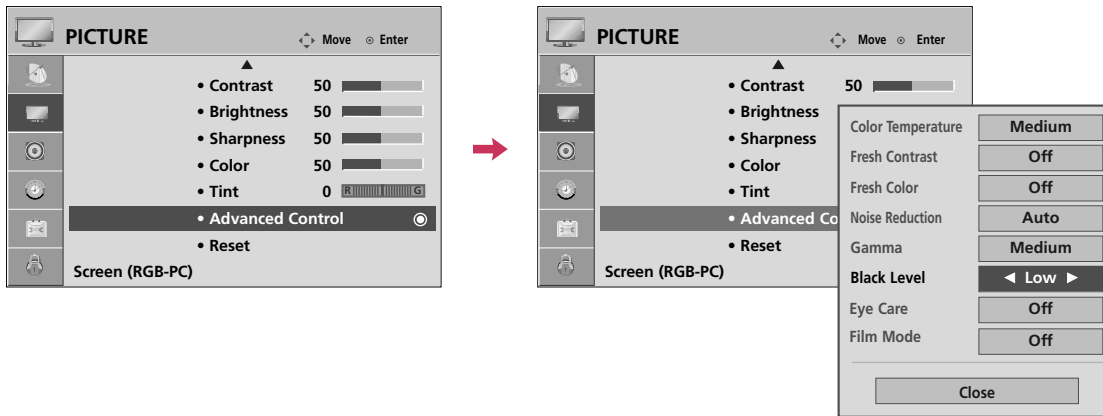 PICTURE Move Enter
• Contrast 50
• Brightness 50
• Sharpness 50
• Color 50
• Tint 0 R G
• Advanced Control
• Reset
Screen (RGB-PC)
PICTURE Move Enter
• Contrast 50
• Brightness
• Sharpness
• Color
• Tint
• Advanced Co
• Reset
Screen (RGB-PC)
Color Temperature Medium
Fresh Contrast Off
Fresh Color Off
Noise Reduction Auto
Gamma Medium
Black Level ◀ Low ▶
Eye Care Off
Film Mode Off
Close